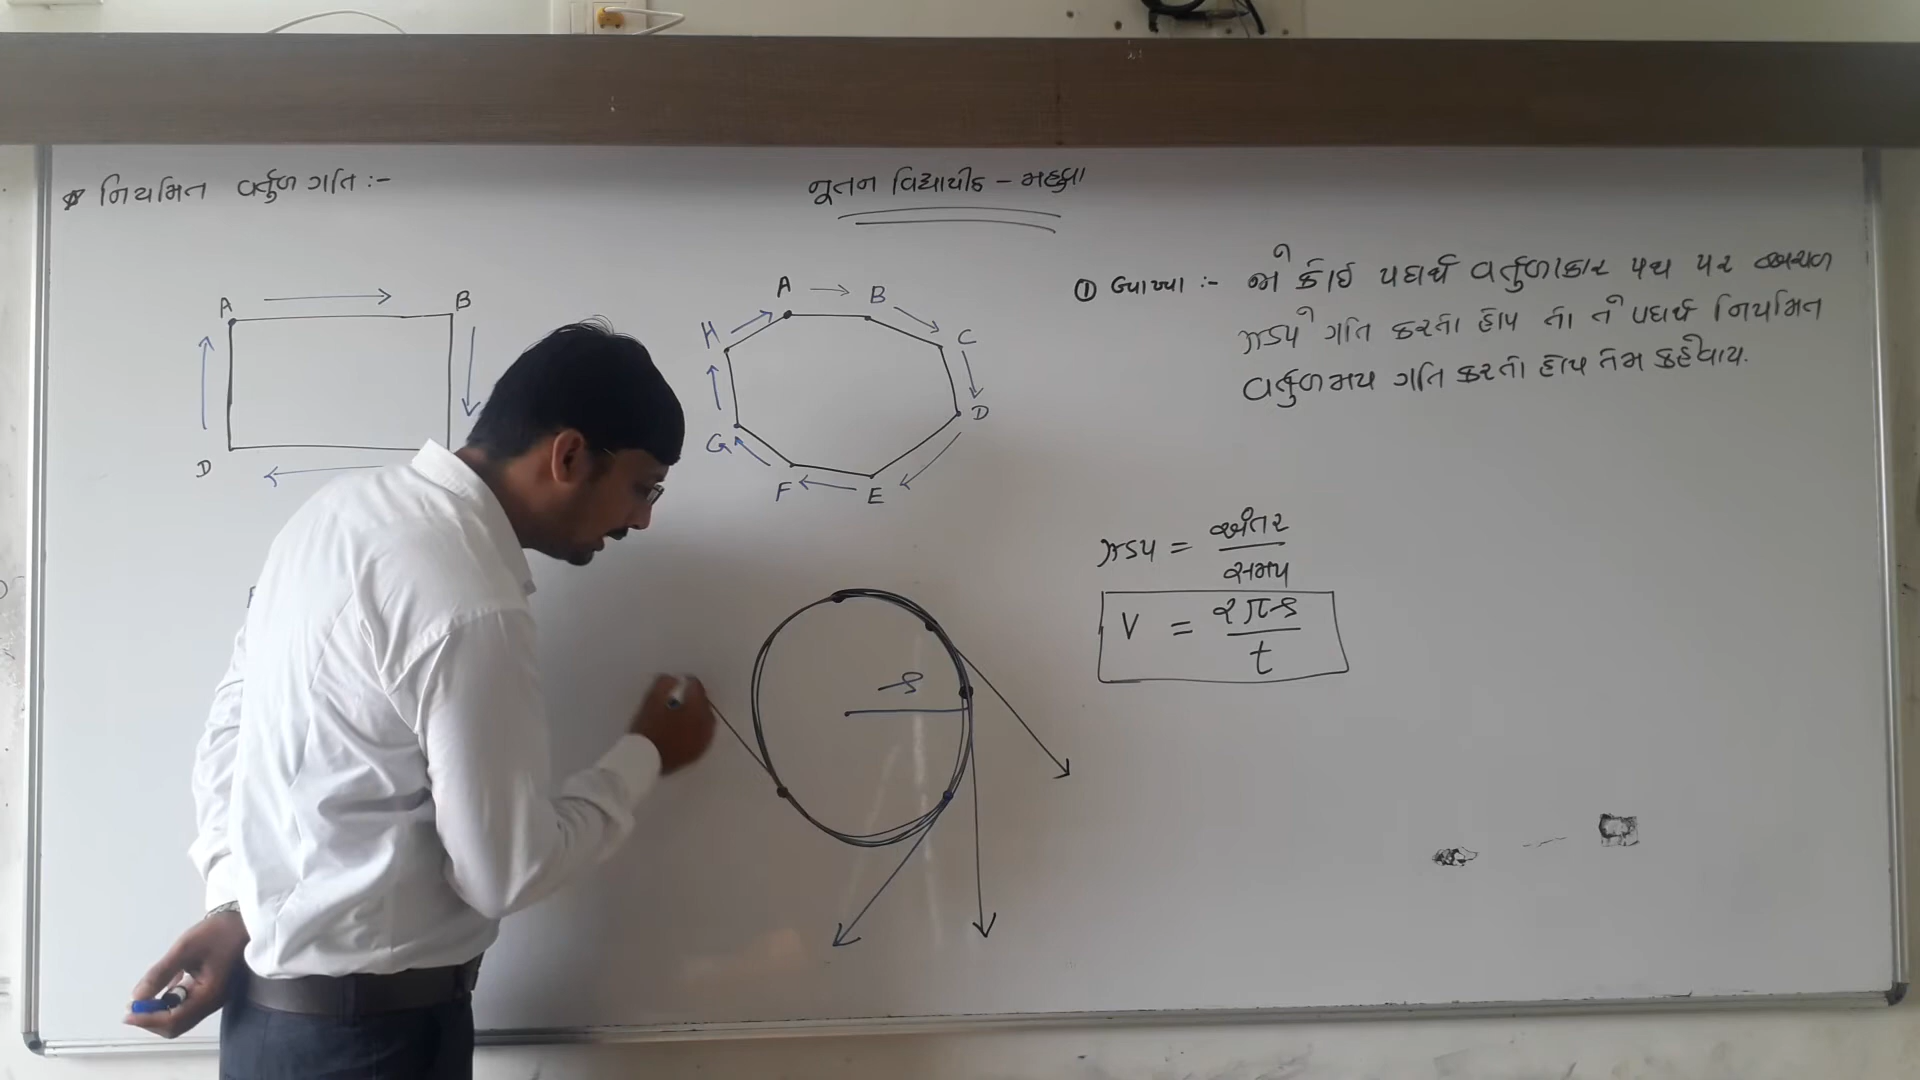 નિયમિત વર્તુળ ગતિ :-
નૂતન વિદ્યાપીઠ - મહુવા
A
B
D
A
B
C
D
E
F
G
H
① વ્યાખ્યા :- જો કોઈ પદાર્થ વર્તુળાકાર પથ પર અચળ
ઝડપે ગતિ કરતો હોય તો તે પદાર્થ નિયમિત
વર્તુળમય ગતિ કરતો હોય તેમ કહેવાય.
ઝડપ = અંતર / સમય
V = 2πr / t
r